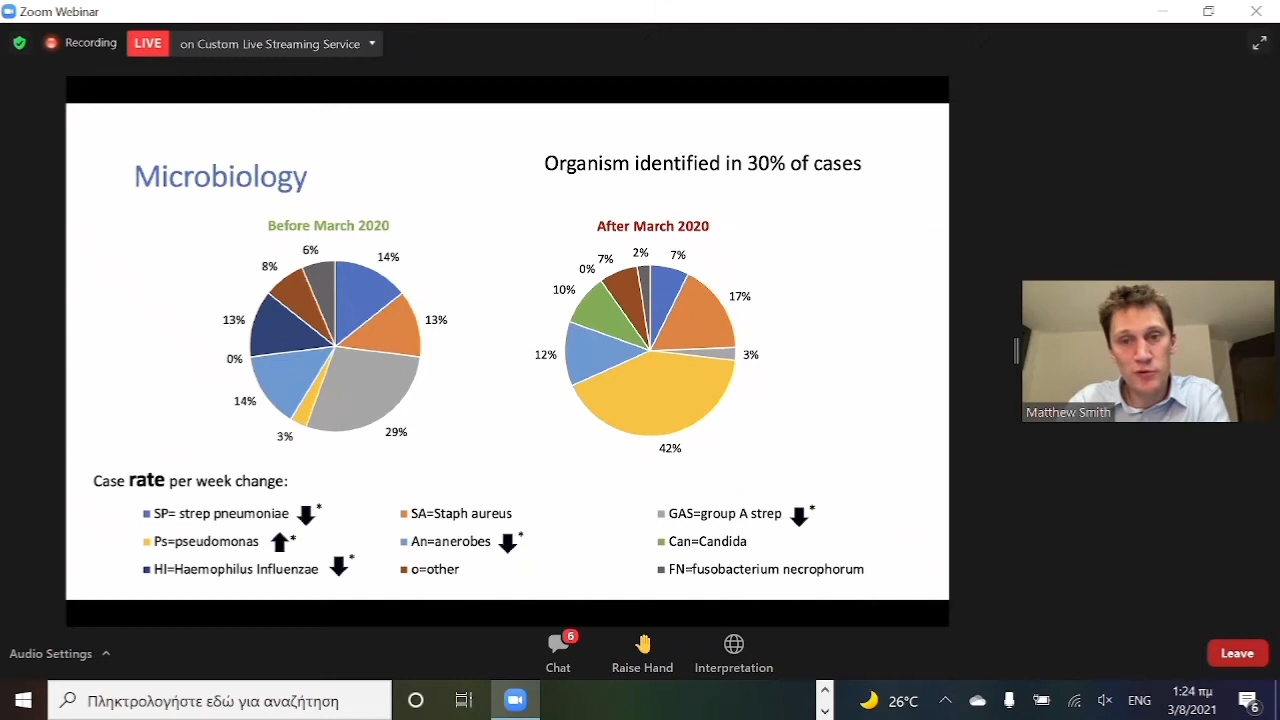 Zoom Webinar
Recording
LIVE
on Custom Live Streaming Service
Microbiology
Organism identified in 30% of cases
Before March 2020
After March 2020
6%
14%
8%
13%
13%
0%
14%
3%
29%
2%
7%
7%
0%
10%
17%
12%
3%
42%
Case rate per week change:
SP= strep pneumoniae *
SA=Staph aureus
GAS=group A strep *
Ps=pseudomonas *
An=anerobes *
Can=Candida
HI=Haemophilus Influenzae *
o=other
FN=fusobacterium necrophorum
Matthew Smith
Audio Settings
6
Chat
Raise Hand
Interpretation
Leave
Πληκτρολογήστε εδώ για αναζήτηση
26°C
ENG
1:24 πμ
3/8/2021
6